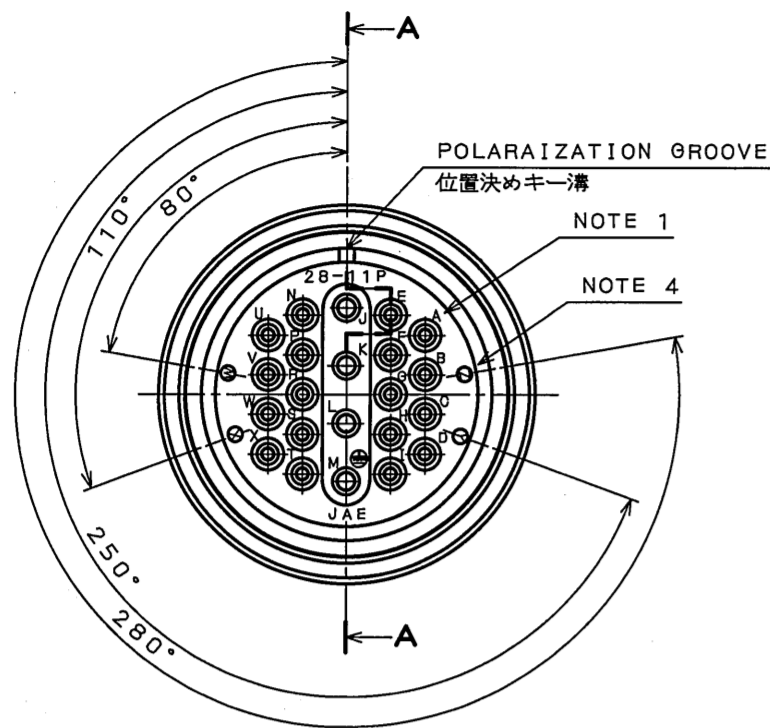 A
POLARAIZATION GROOVE
位置決めキー溝
NOTE 1
NOTE 4
80°
110°
28-11P
N
E
U
J
A
P
F
K
V
B
R
G
W
L
C
S
H
X
D
M
T
I
JAE
250°
280°
A